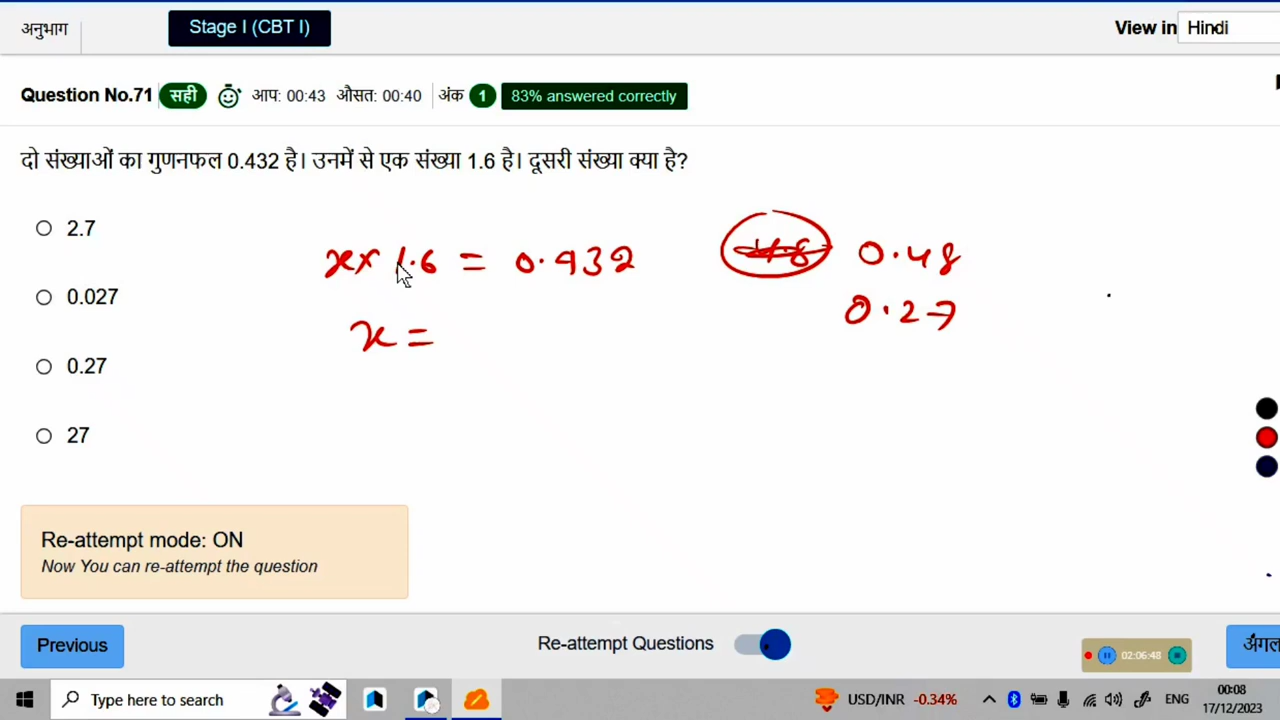 अनुभाग Stage I (CBT I) View in Hindi
Question No.71 सही आप: 00:43 औसत: 00:40 अंक 1 83% answered correctly
दो संख्याओं का गुणनफल 0.432 है। उनमें से एक संख्या 1.6 है। दूसरी संख्या क्या है?
2.7
x× 1.6 = 0.432
4.8 0.48
0.027
0.27
x =
0.27
27
Re-attempt mode: ON
Now You can re-attempt the question
Previous Re-attempt Questions 02:06:48
Type here to search USD/INR -0.34% ENG 00:08
17/12/2023